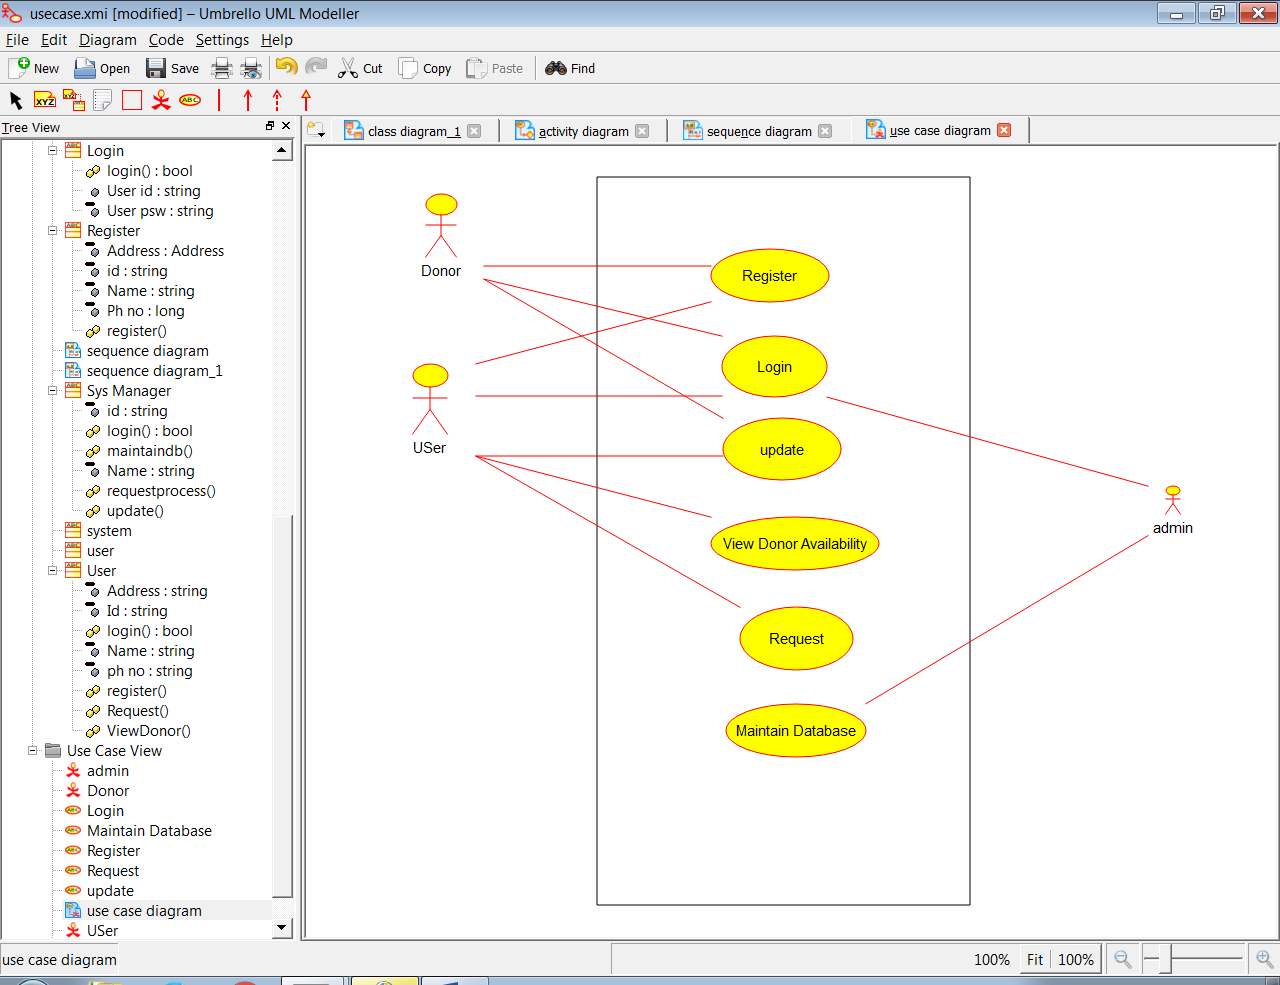 usecase.xmi [modified] – Umbrello UML Modeller
File Edit Diagram Code Settings Help
New Open Save Cut Copy Paste Find
XYZ XYZ ABC
Tree View
class diagram_1 activity diagram sequence diagram use case diagram
Login
login() : bool
User id : string
User psw : string
Register
Address : Address
id : string
Name : string
Ph no : long
register()
sequence diagram
sequence diagram_1
Sys Manager
id : string
login() : bool
maintaindb()
Name : string
requestprocess()
update()
system
user
User
Address : string
Id : string
login() : bool
Name : string
ph no : string
register()
Request()
ViewDonor()
Use Case View
admin
Donor
Login
Maintain Database
Register
Request
update
use case diagram
USer
Donor
Register
Login
USer
update
admin
View Donor Availability
Request
Maintain Database
use case diagram
100% Fit 100%